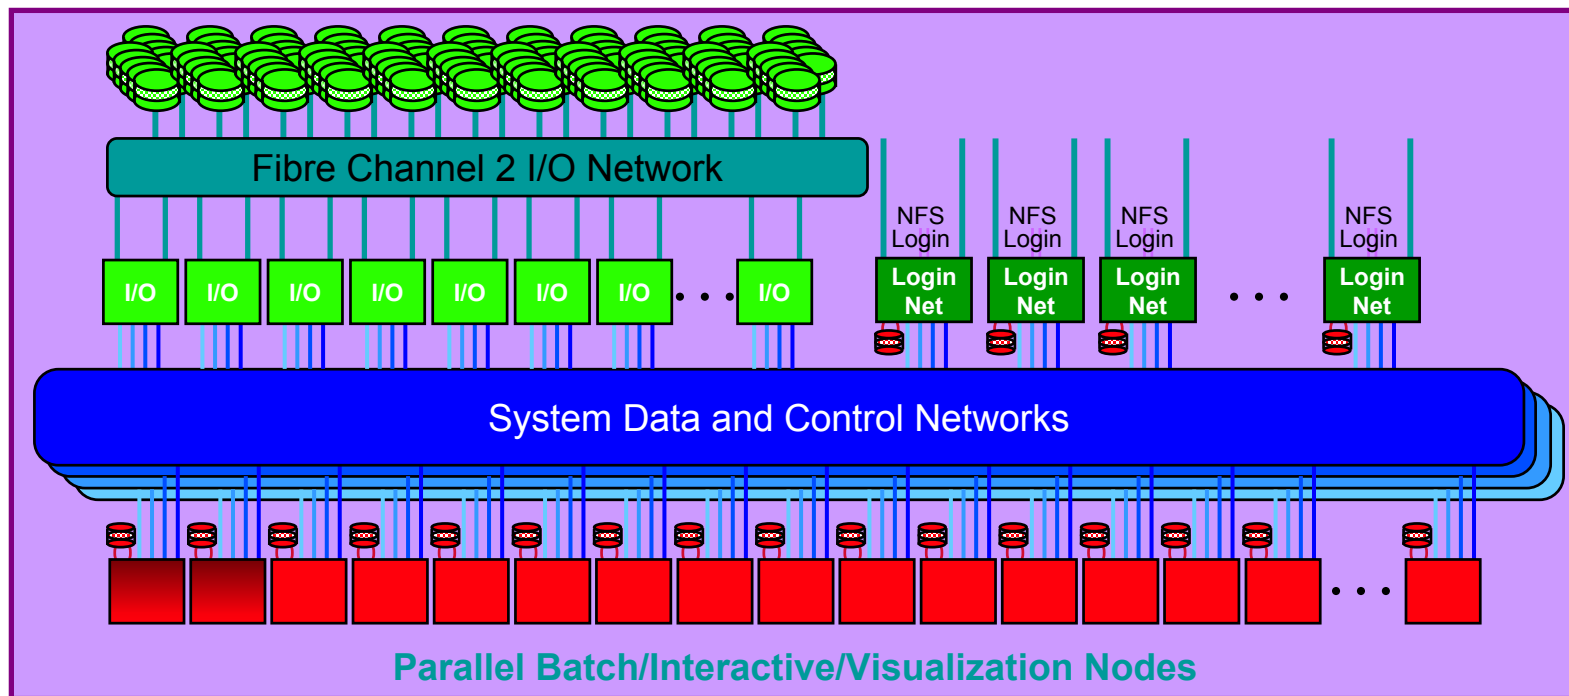 Fibre Channel 2 I/O Network
NFS
Login
NFS
Login
NFS
Login
NFS
Login
I/O
I/O
I/O
I/O
I/O
I/O
I/O
. . .
I/O
Login
Net
Login
Net
Login
Net
. . .
Login
Net
System Data and Control Networks
. . .
Parallel Batch/Interactive/Visualization Nodes